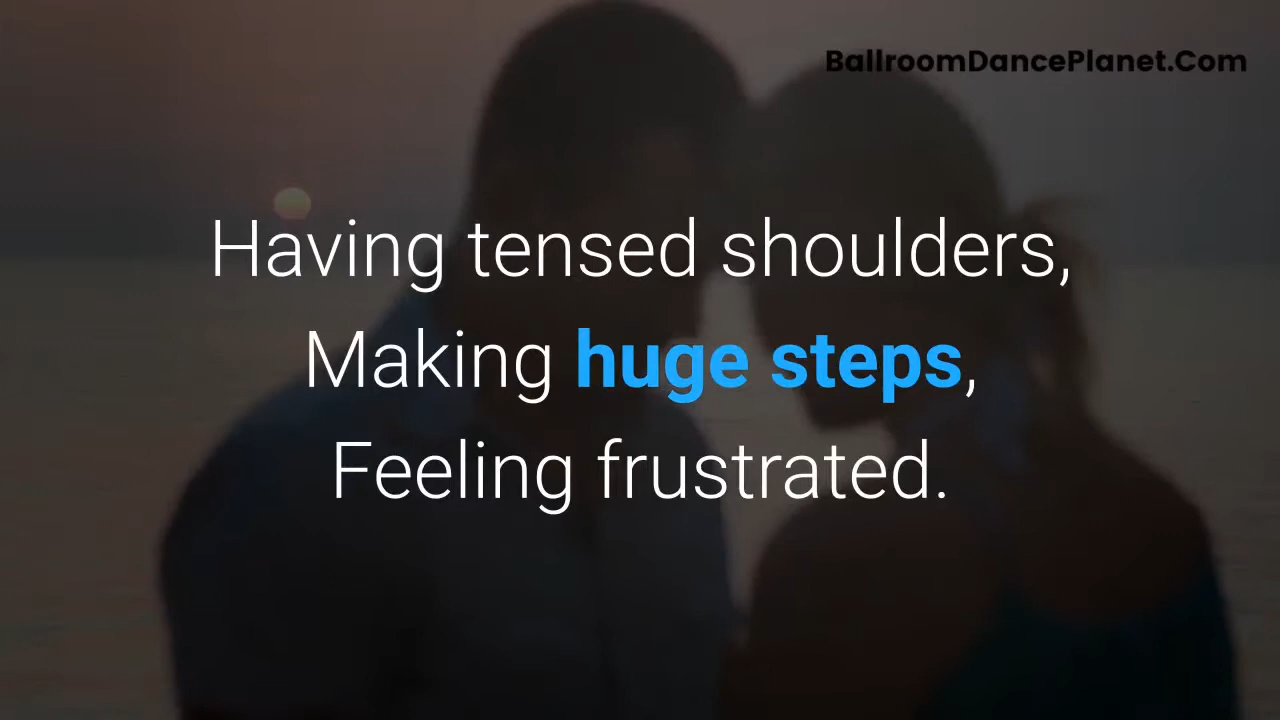 BallroomDancePlanet.Com
Having tensed shoulders,
Making huge steps,
Feeling frustrated.